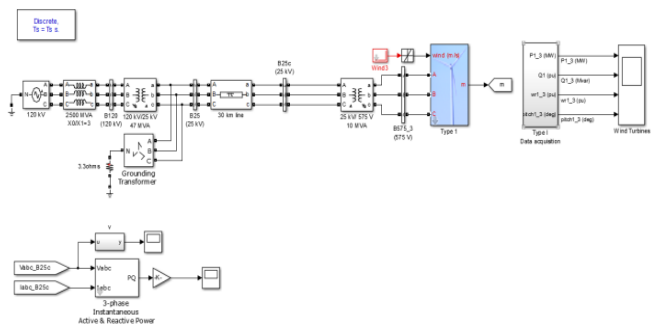 Discrete,
Ts = Ts s.
N
A
B
C
120 kV
A
B
C
a
b
c
2500 MVA
X0/X1=3
B120
(120 kV)
A
B
C
a
b
c
120 kV/25 kV
47 MVA
B25
(25 kV)
30 km line
B25c
(25 kV)
A
B
C
a
b
c
25 kV/ 575 V
10 MVA
B575_3
(575 V)
Wind3
wind (m/s)
A
B
C
m
Type 1
m
P1_3 (MW)
Q1 (pu)
wr1_3 (pu)
pitch1_3 (deg)
P1_3 (MW)
Q1_3 (Mvar)
wr1_3 (pu)
pitch1_3 (deg)
Type I
Data acquition
Wind Turbines
3.3ohms
N
A
B
C
Grounding
Transformer
v
u
y
Vabc_B25c
Iabc_B25c
Vabc
Iabc
PQ
-K-
3-phase
Instantaneous
Active & Reactive Power